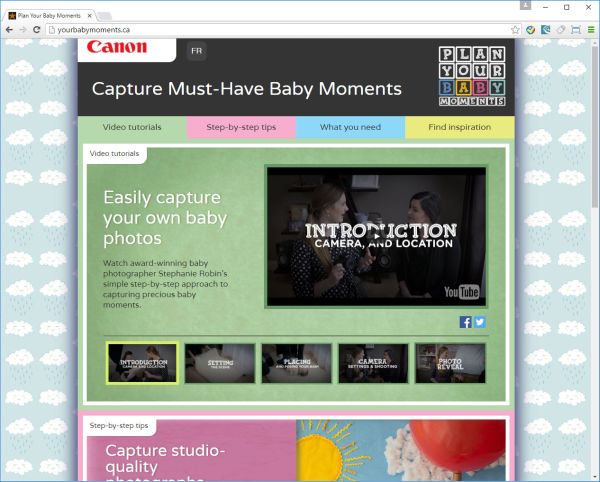 Plan Your Baby Moments
yourbabymoments.ca
Canon
FR
Capture Must-Have Baby Moments
PLAN
YOUR
BABY
MOMENTS
Video tutorials
Step-by-step tips
What you need
Find inspiration
Video tutorials
Easily capture
your own baby
photos
Watch award-winning baby
photographer Stephanie Robin's
simple step-by-step approach to
capturing precious baby
moments.
INTRODUCTION
CAMERA, AND LOCATION
YouTube
INTRODUCTION
CAMERA, AND LOCATION
SETTING
THE SCENE
PLACING
AND POSING YOUR BABY
CAMERA
SETTINGS & SHOOTING
PHOTO
REVEAL
Step-by-step tips
Capture studio-
quality
photographs